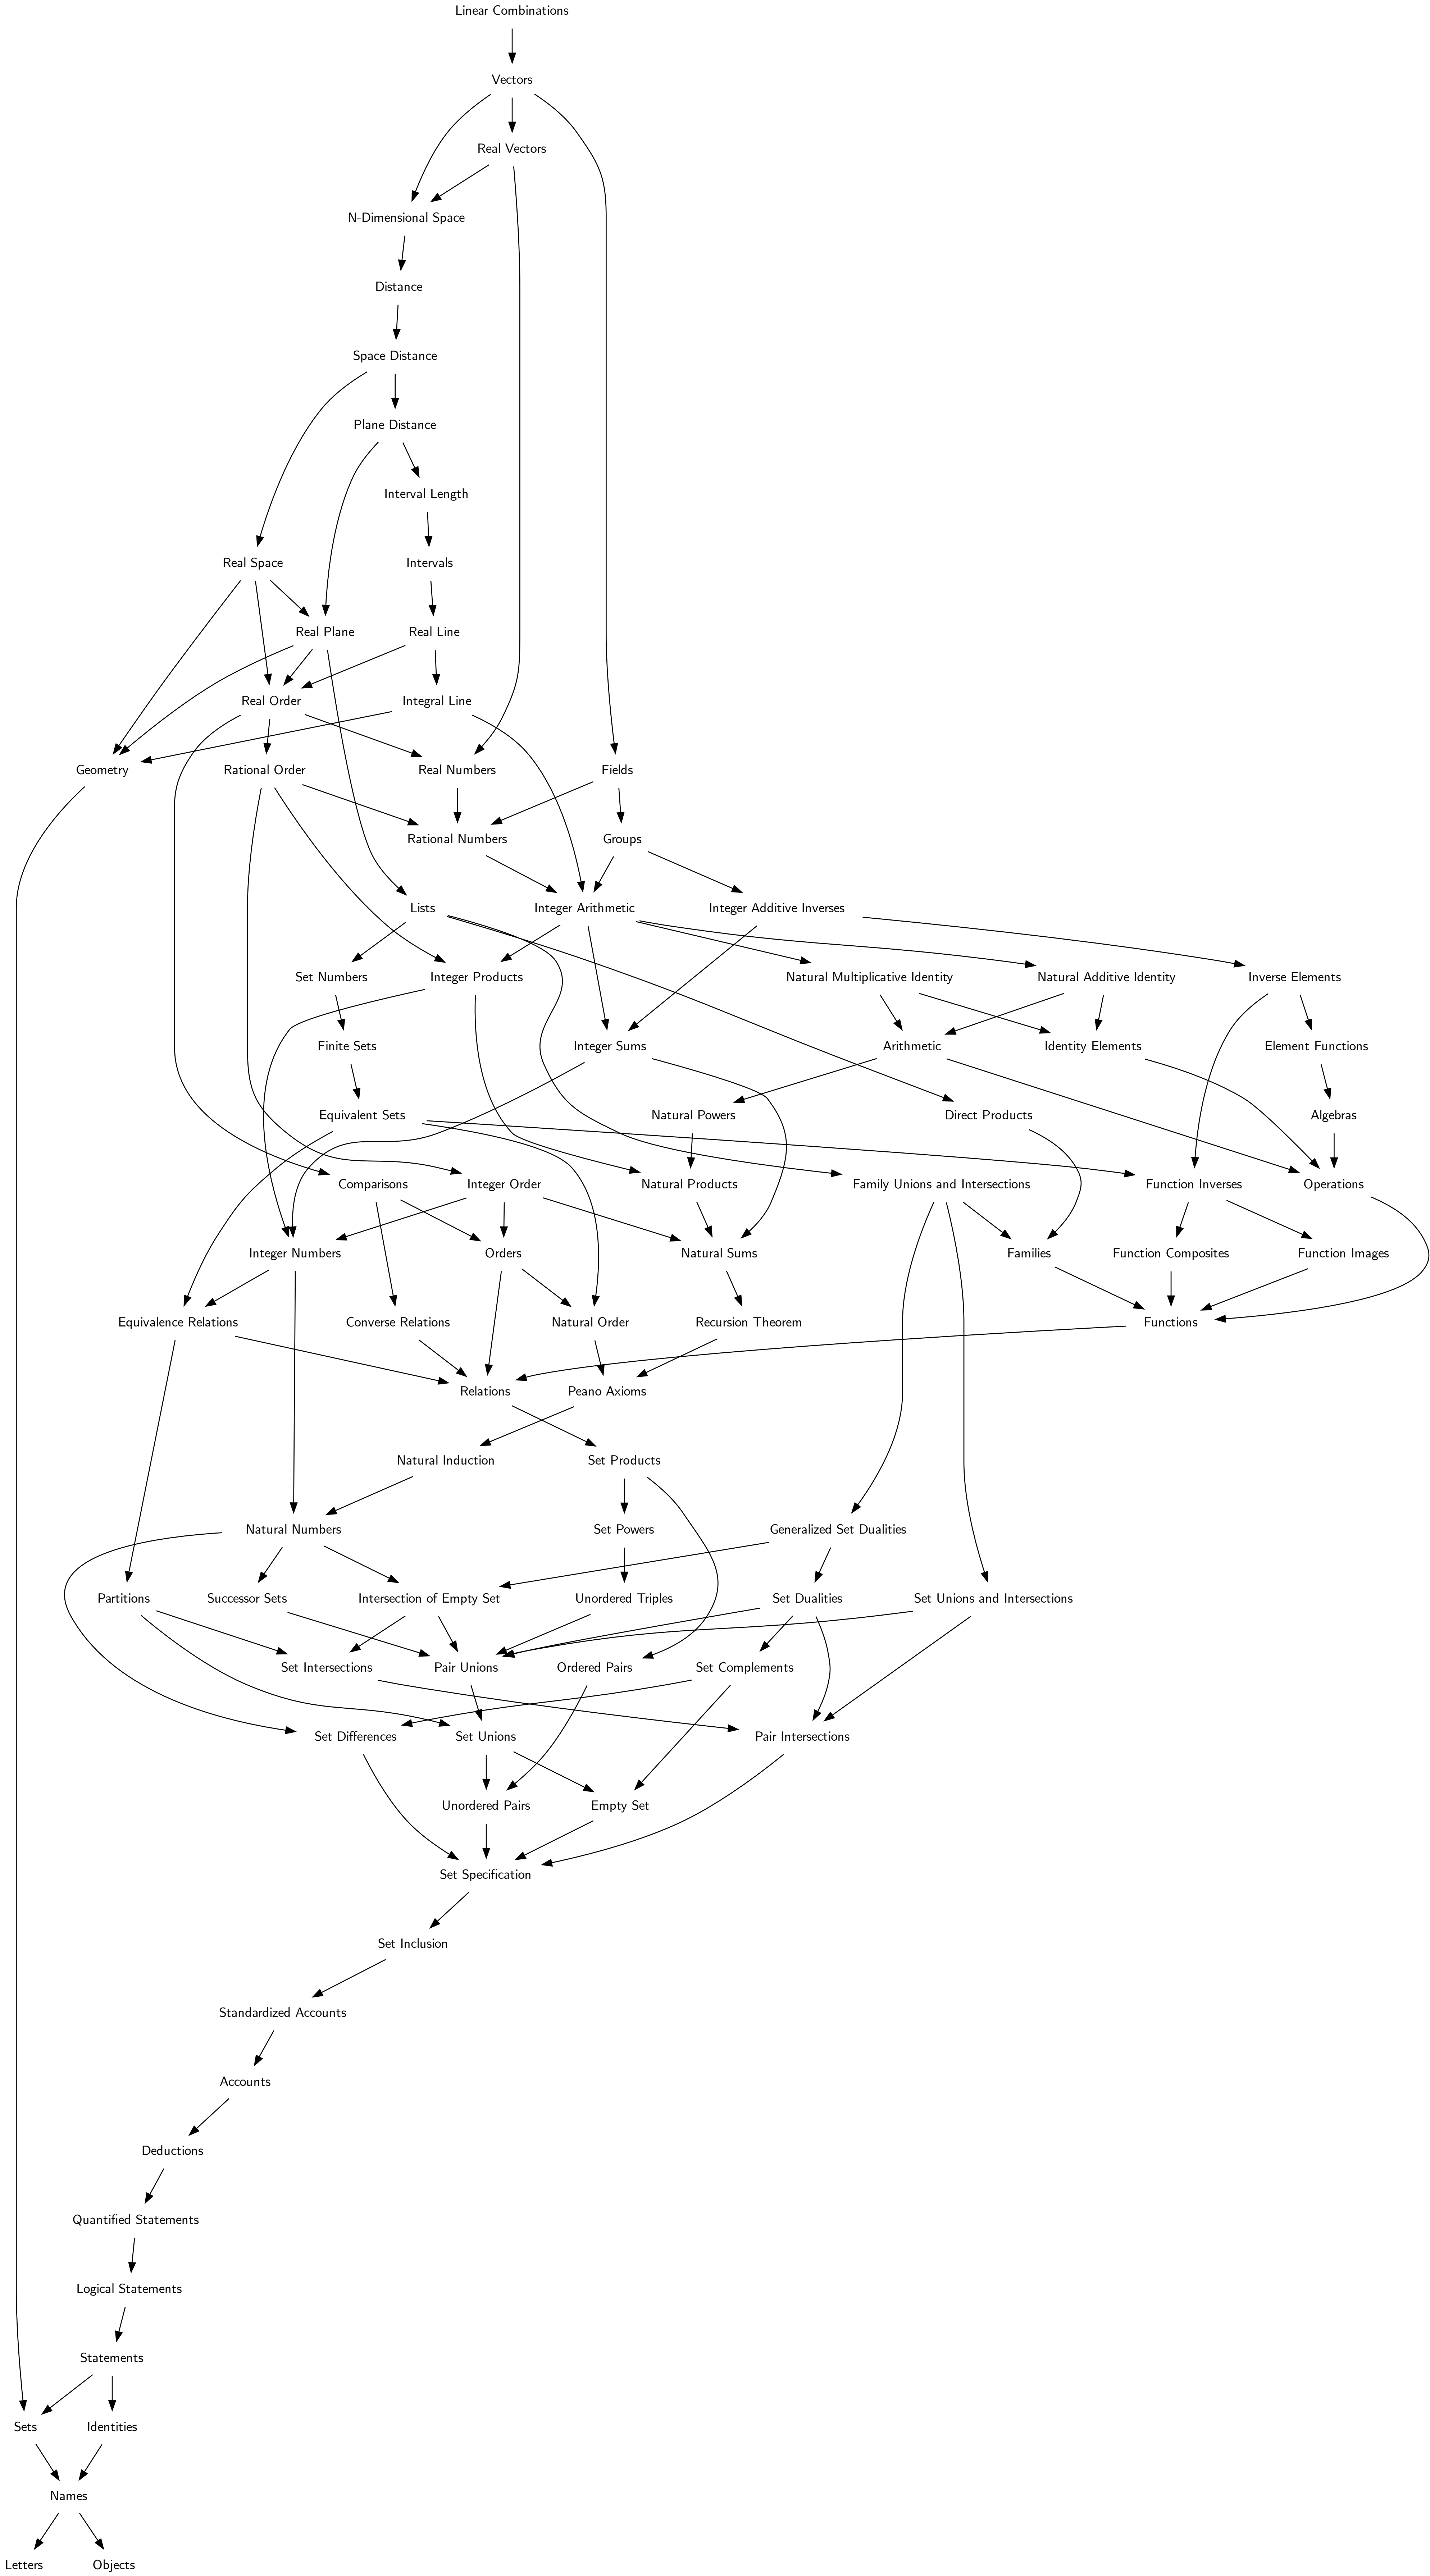 Linear Combinations
Vectors
Real Vectors
N-Dimensional Space
Distance
Space Distance
Plane Distance
Interval Length
Real Space
Intervals
Real Plane
Real Line
Real Order
Integral Line
Geometry
Rational Order
Real Numbers
Fields
Rational Numbers
Groups
Lists
Integer Arithmetic
Integer Additive Inverses
Set Numbers
Integer Products
Natural Multiplicative Identity
Natural Additive Identity
Inverse Elements
Finite Sets
Integer Sums
Arithmetic
Identity Elements
Element Functions
Equivalent Sets
Natural Powers
Direct Products
Algebras
Comparisons
Integer Order
Natural Products
Family Unions and Intersections
Function Inverses
Operations
Integer Numbers
Orders
Natural Sums
Families
Function Composites
Function Images
Equivalence Relations
Converse Relations
Natural Order
Recursion Theorem
Functions
Relations
Peano Axioms
Natural Induction
Set Products
Natural Numbers
Set Powers
Generalized Set Dualities
Partitions
Successor Sets
Intersection of Empty Set
Unordered Triples
Set Dualities
Set Unions and Intersections
Set Intersections
Pair Unions
Ordered Pairs
Set Complements
Set Differences
Set Unions
Pair Intersections
Unordered Pairs
Empty Set
Set Specification
Set Inclusion
Standardized Accounts
Accounts
Deductions
Quantified Statements
Logical Statements
Statements
Sets
Identities
Names
Letters
Objects